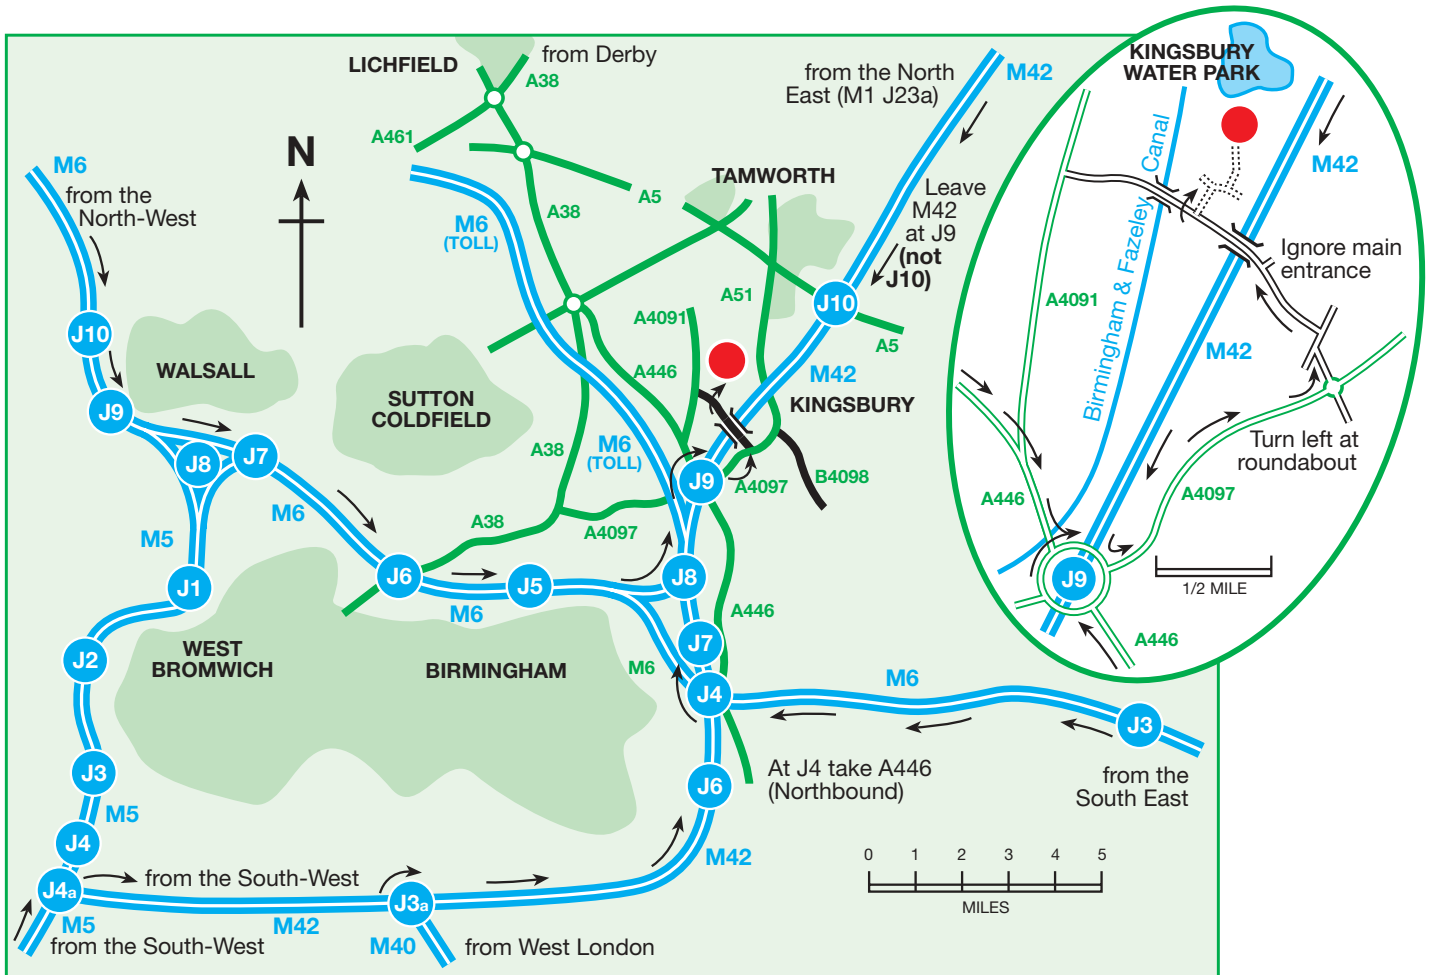 LICHFIELD
from Derby
A38
A461
A5
A38
M6
from the
North-West
N
M6
(TOLL)
TAMWORTH
from the North
East (M1 J23a)
M42
Leave
M42
at J9
(not
J10)
J10
A5
A51
A4091
A446
M42
KINGSBURY
J10
WALSALL
J9
J8
J7
SUTTON
COLDFIELD
M6
M5
A38
M6
(TOLL)
J9
A4097
B4098
A38
A4097
J6
M6
J5
J8
A446
J7
M6
J4
M6
J3
from the
South East
At J4 take A446
(Northbound)
J1
J2
WEST
BROMWICH
BIRMINGHAM
J3
M5
J4
J4a
from the South-West
M5
from the South-West
M42
J3a
M40
from West London
J6
M42
0 1 2 3 4 5
MILES
KINGSBURY
WATER PARK
Birmingham & Fazeley Canal
M42
Ignore main
entrance
A4091
M42
Turn left at
roundabout
A446
A4097
J9
1/2 MILE
A446